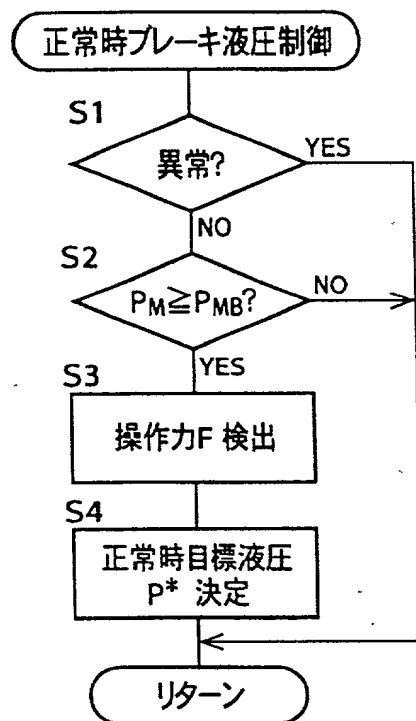 正常時ブレーキ液圧制御
S1
異常?
YES
NO
S2
PM≧PMB?
NO
YES
S3
操作力F 検出
S4
正常時目標液圧
P* 決定
リターン